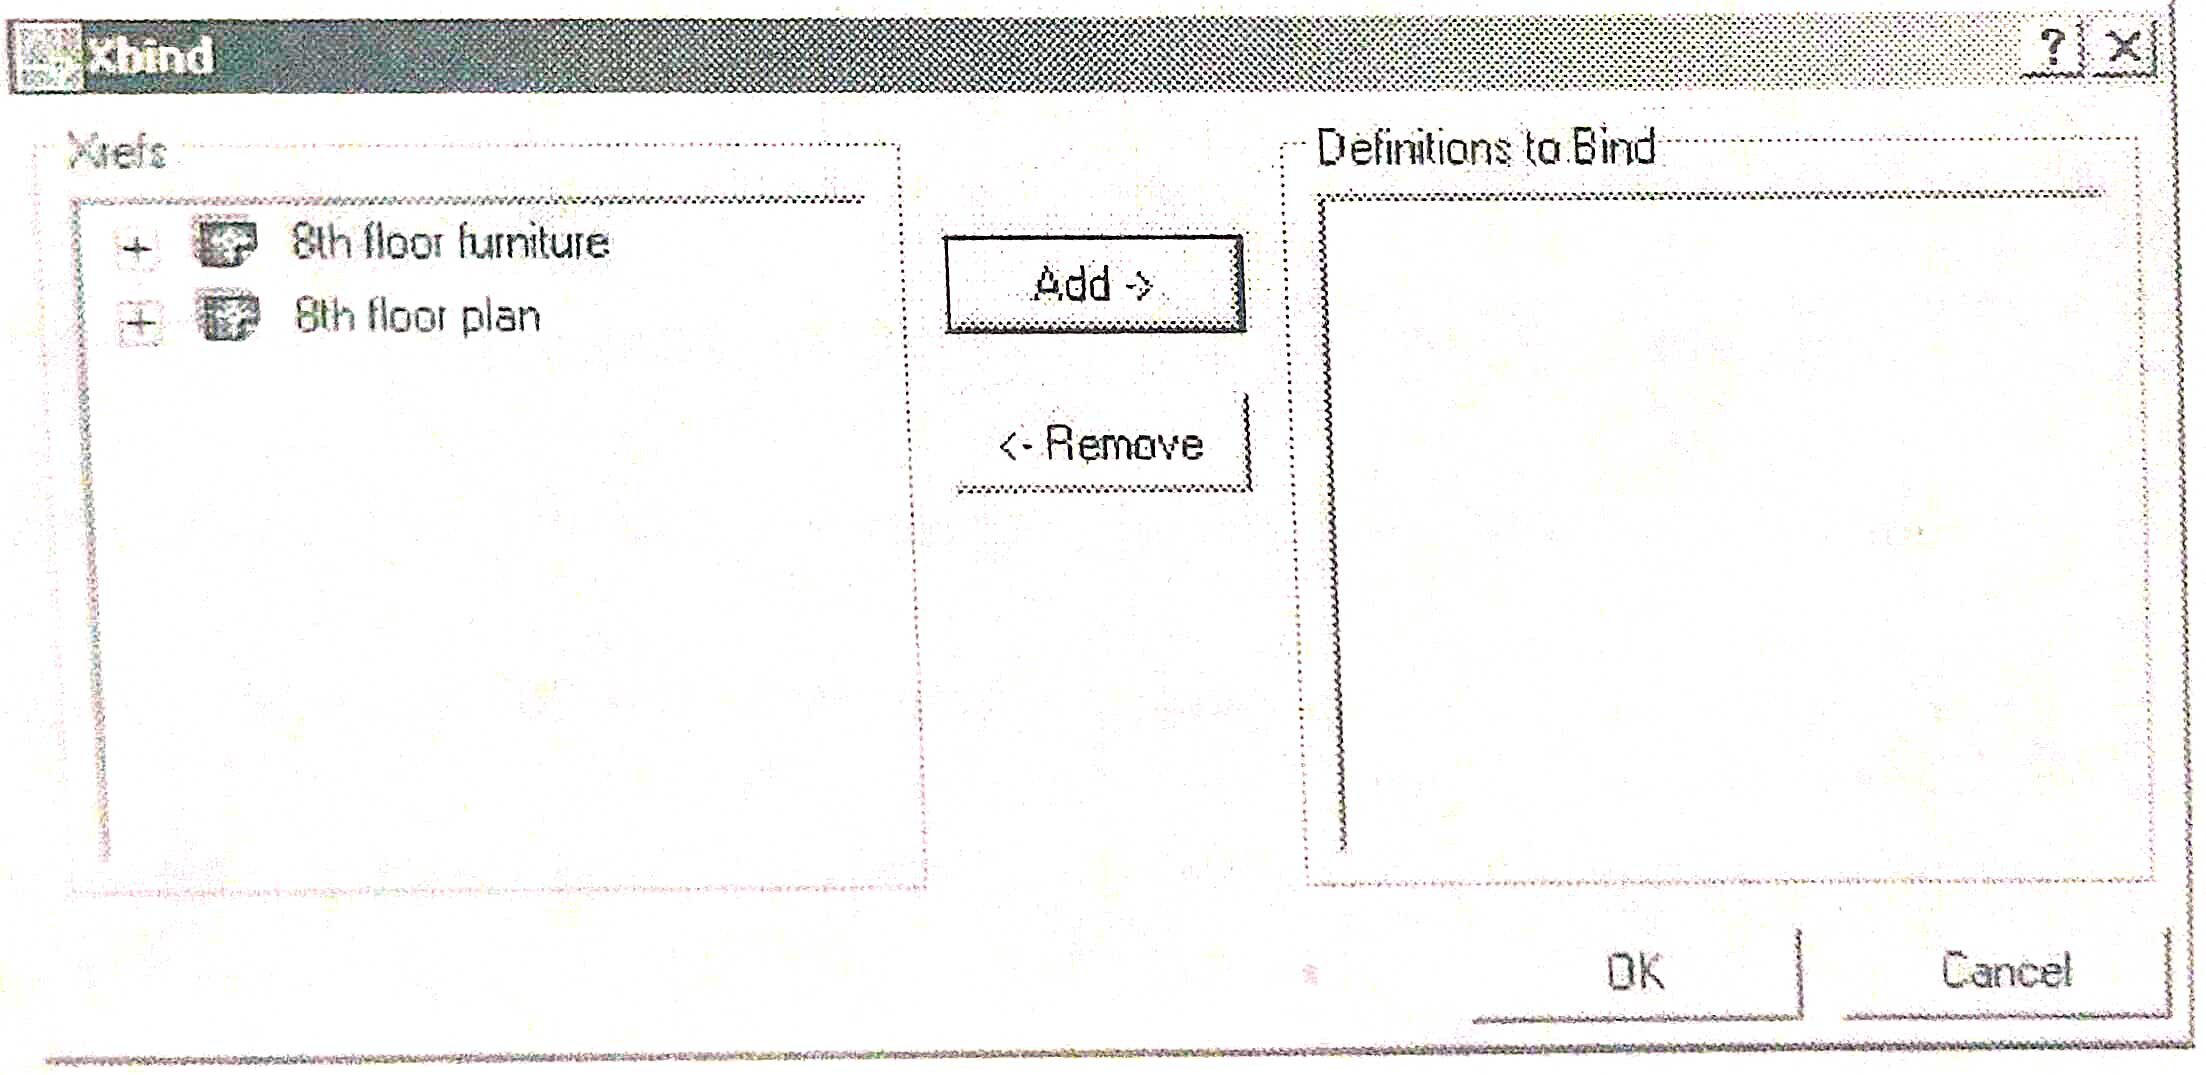 Xbind
? X
Xrefs
+ 8th floor furniture
+ 8th floor plan
Add ->
<- Remove
Definitions to Bind
OK
Cancel